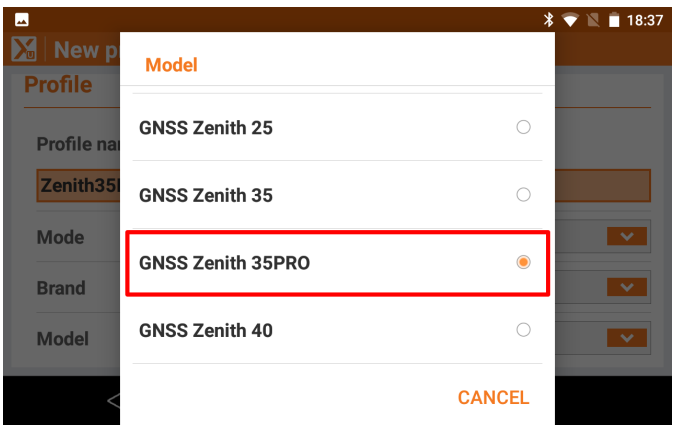 18:37
New p
Profile
Profile na
Zenith35
Mode
Brand
Model
Model
GNSS Zenith 25
GNSS Zenith 35
GNSS Zenith 35PRO
GNSS Zenith 40
CANCEL